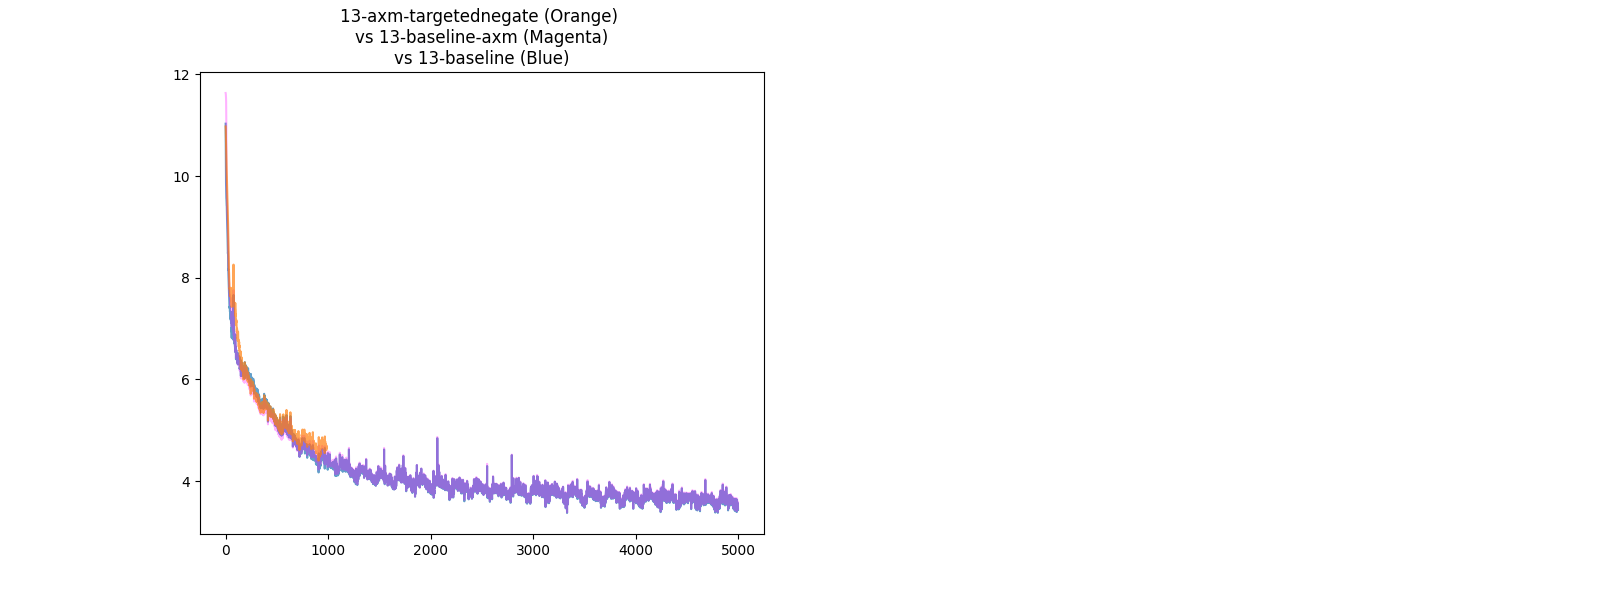 13-axm-targetednegate (Orange)
vs 13-baseline-axm (Magenta)
vs 13-baseline (Blue)
12
10
8
6
4
0 1000 2000 3000 4000 5000